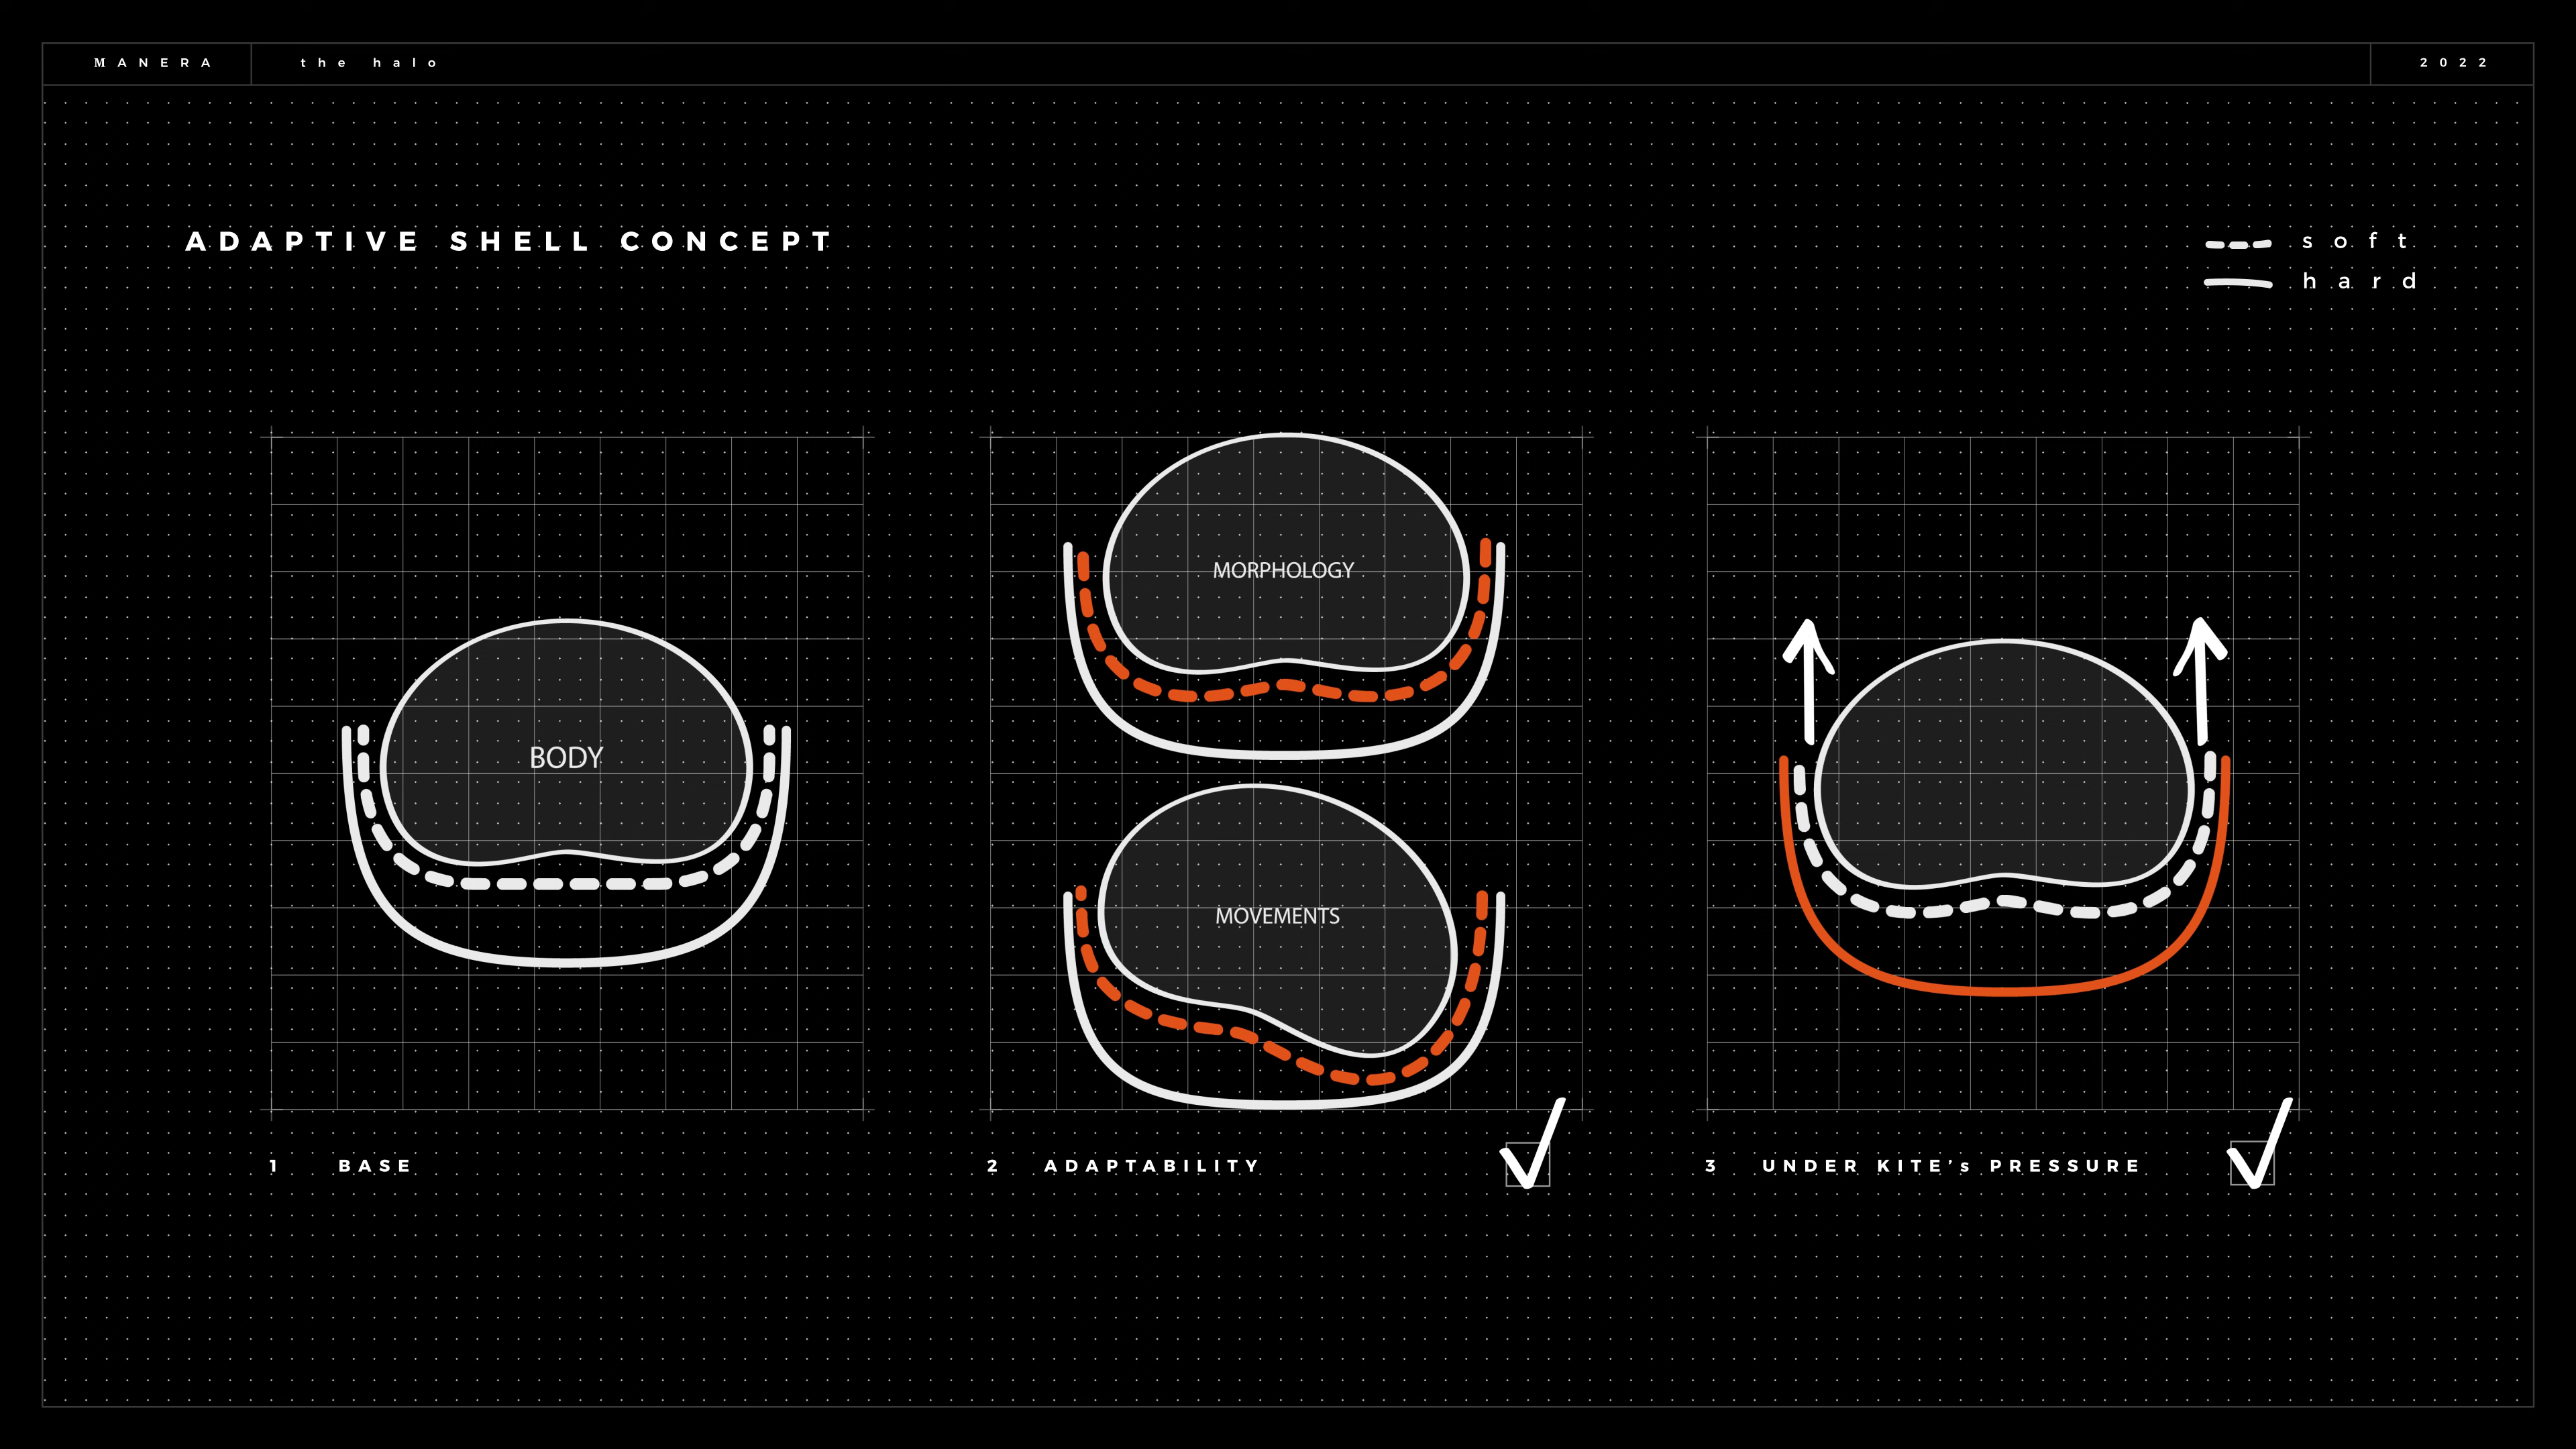 MANERA
the halo
2022
ADAPTIVE SHELL CONCEPT
soft
hard
BODY
MORPHOLOGY
MOVEMENTS
1 BASE
2 ADAPTABILITY
3 UNDER KITE's PRESSURE